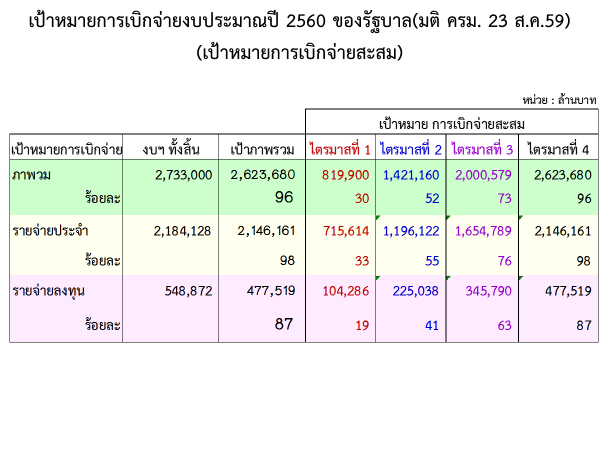 เป้าหมายการเบิกจ่ายงบประมาณปี 2560 ของรัฐบาล(มติ ครม. 23 ส.ค.59)
(เป้าหมายการเบิกจ่ายสะสม)
หน่วย : ล้านบาท
เป้าหมาย การเบิกจ่ายสะสม
เป้าหมายการเบิกจ่าย งบฯ ทั้งสิ้น เป้าภาพรวม ไตรมาสที่ 1 ไตรมาสที่ 2 ไตรมาสที่ 3 ไตรมาสที่ 4
ภาพวม 2,733,000 2,623,680 819,900 1,421,160 2,000,579 2,623,680
ร้อยละ 96 30 52 73 96
รายจ่ายประจำ 2,184,128 2,146,161 715,614 1,196,122 1,654,789 2,146,161
ร้อยละ 98 33 55 76 98
รายจ่ายลงทุน 548,872 477,519 104,286 225,038 345,790 477,519
ร้อยละ 87 19 41 63 87